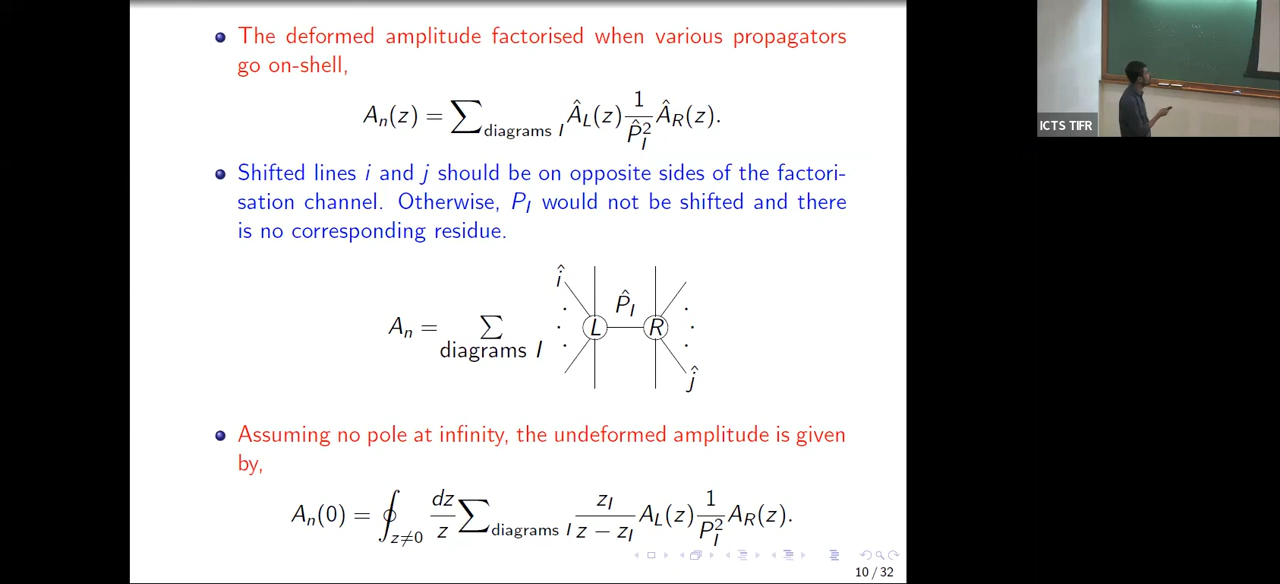 The deformed amplitude factorised when various propagators
go on-shell,
A_n(z) = ∑_{diagrams I} Â_L(z) 1/P̂_I^2 Â_R(z).
Shifted lines i and j should be on opposite sides of the factori-
sation channel. Otherwise, P_I would not be shifted and there
is no corresponding residue.
î
P̂_I
A_n = ∑_{diagrams I} L R
ĵ
Assuming no pole at infinity, the undeformed amplitude is given
by,
A_n(0) = ∮_{z≠0} dz/z ∑_{diagrams I} z_I/(z − z_I) A_L(z) 1/P_I^2 A_R(z).
10 / 32
ICTS TIFR